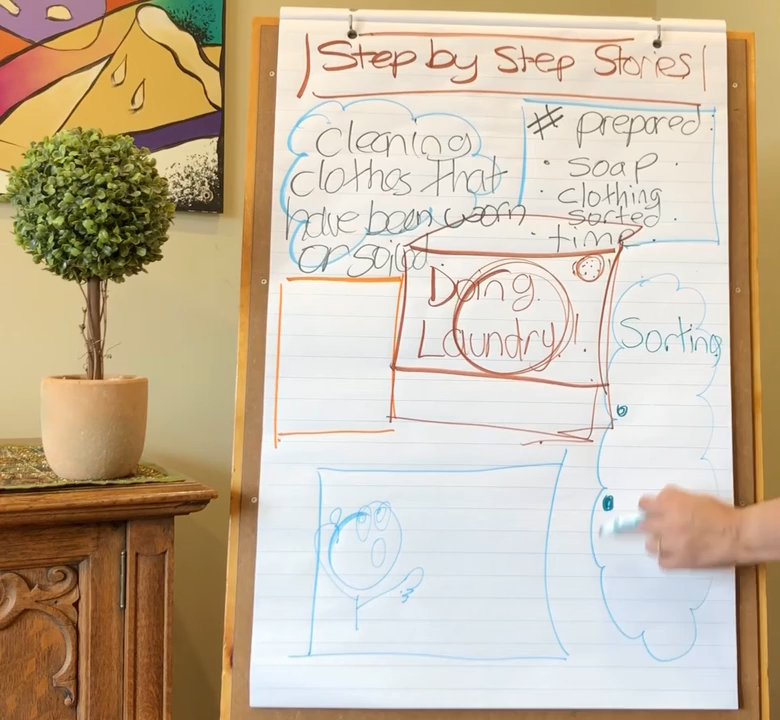 Step by Step Stories
Cleaning
clothes that
have been worn
or soiled.
# prepared
· soap
· clothing
sorted
· time
Doing
Laundry!
Sorting